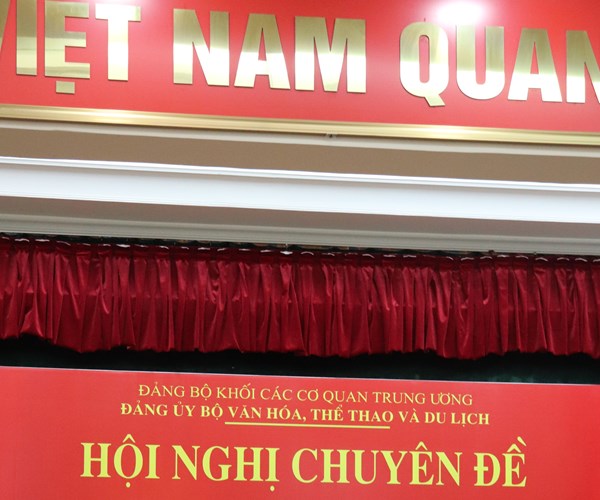 VIỆT NAM QUAN
ĐẢNG BỘ KHỐI CÁC CƠ QUAN TRUNG ƯƠNG
ĐẢNG ỦY BỘ VĂN HÓA, THỂ THAO VÀ DU LỊCH
HỘI NGHỊ CHUYÊN ĐỀ